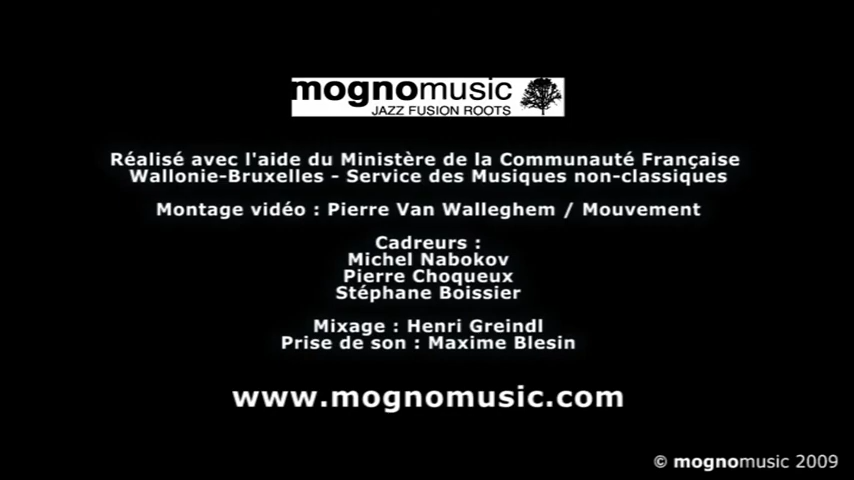 mognomusic
JAZZ FUSION ROOTS
Réalisé avec l'aide du Ministère de la Communauté Française
Wallonie-Bruxelles - Service des Musiques non-classiques
Montage vidéo : Pierre Van Walleghem / Mouvement
Cadreurs :
Michel Nabokov
Pierre Choqueux
Stéphane Boissier
Mixage : Henri Greindl
Prise de son : Maxime Blesin
www.mognomusic.com
© mognomusic 2009